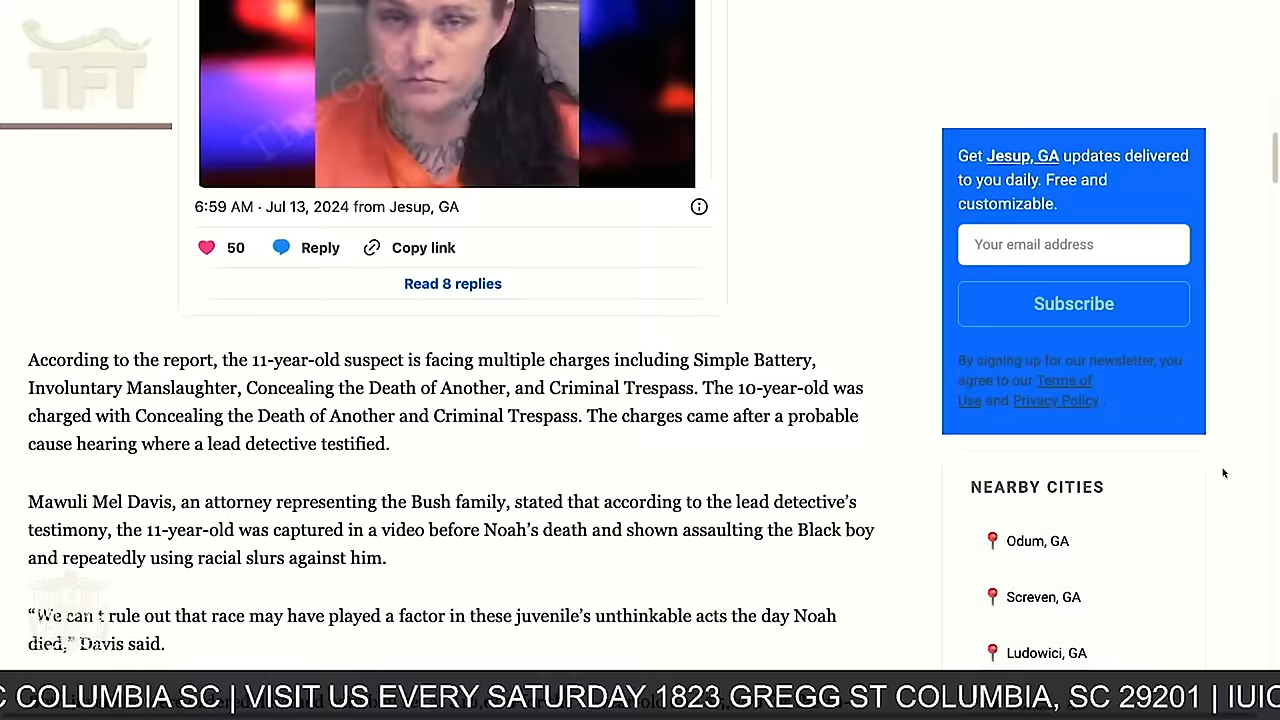 TFT
6:59 AM · Jul 13, 2024 from Jesup, GA
50 Reply Copy link
Read 8 replies
According to the report, the 11-year-old suspect is facing multiple charges including Simple Battery,
Involuntary Manslaughter, Concealing the Death of Another, and Criminal Trespass. The 10-year-old was
charged with Concealing the Death of Another and Criminal Trespass. The charges came after a probable
cause hearing where a lead detective testified.
Mawuli Mel Davis, an attorney representing the Bush family, stated that according to the lead detective's
testimony, the 11-year-old was captured in a video before Noah's death and shown assaulting the Black boy
and repeatedly using racial slurs against him.
“We can't rule out that race may have played a factor in these juvenile's unthinkable acts the day Noah
died,” Davis said.
Get Jesup, GA updates delivered
to you daily. Free and
customizable.
Your email address
Subscribe
By signing up for our newsletter, you
agree to our Terms of
Use and Privacy Policy .
NEARBY CITIES
Odum, GA
Screven, GA
Ludowici, GA
C COLUMBIA SC | VISIT US EVERY SATURDAY 1823 GREGG ST COLUMBIA, SC 29201 | IUIC